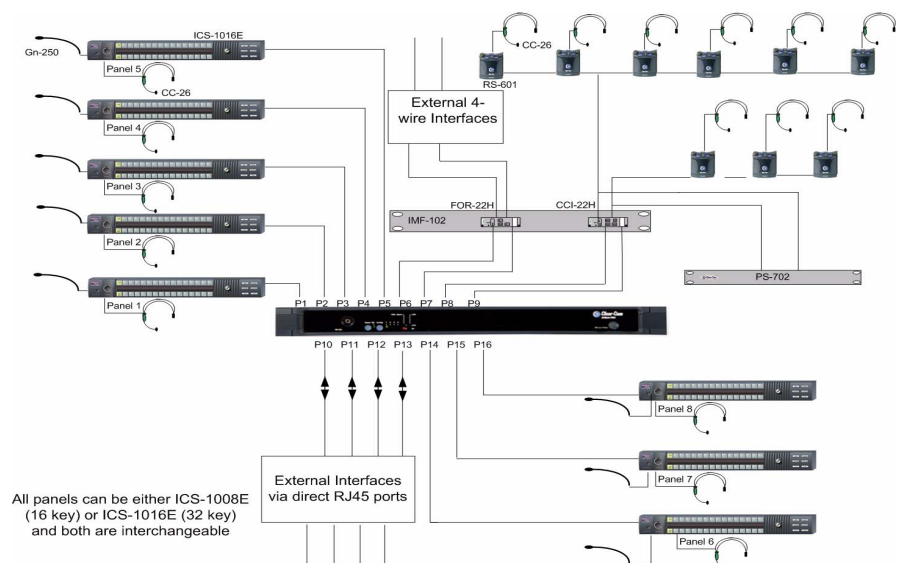 ICS-1016E
Gn-250
Panel 5
CC-26
Panel 4
Panel 3
Panel 2
Panel 1
External 4-
wire Interfaces
CC-26
RS-601
FOR-22H
CCI-22H
IMF-102
PS-702
P1 P2 P3 P4 P5 P6 P7 P8 P9
Clear-Com
P10 P11 P12 P13 P14 P15 P16
Panel 8
Panel 7
Panel 6
External Interfaces
via direct RJ45 ports
All panels can be either ICS-1008E
(16 key) or ICS-1016E (32 key)
and both are interchangeable